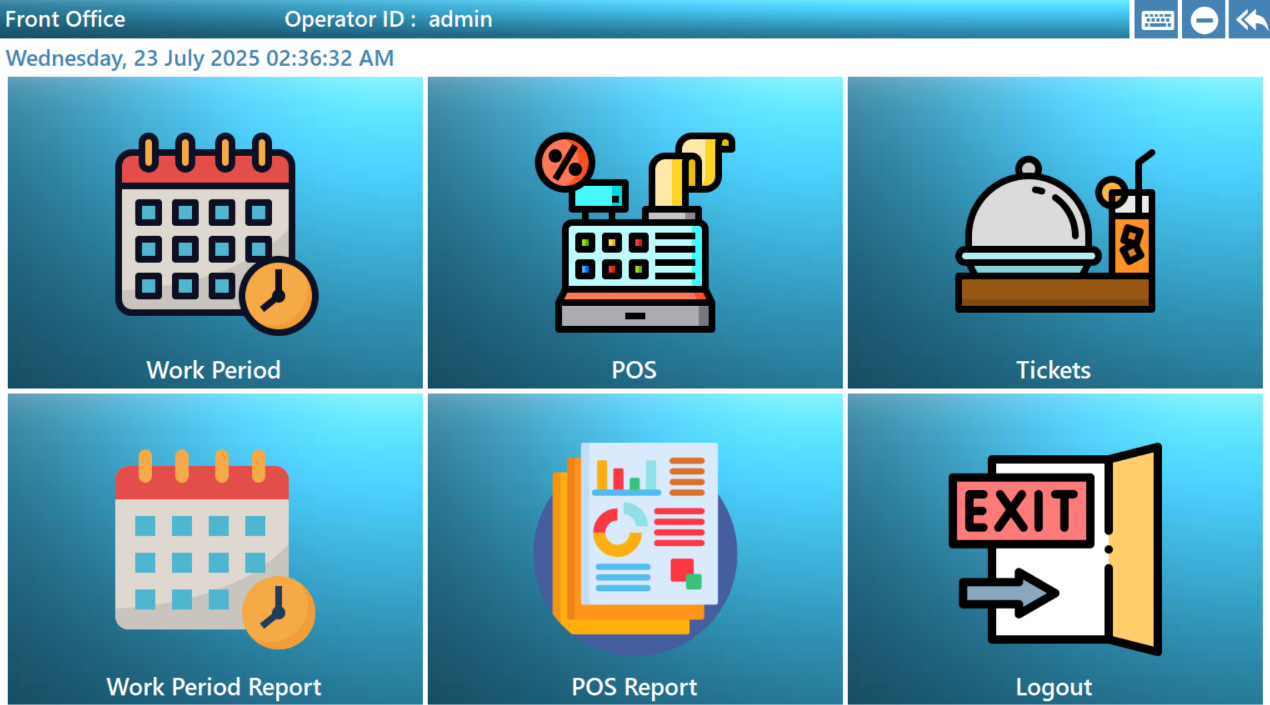 Front Office Operator ID : admin
Wednesday, 23 July 2025 02:36:32 AM
Work Period
POS
Tickets
Work Period Report
POS Report
EXIT
Logout